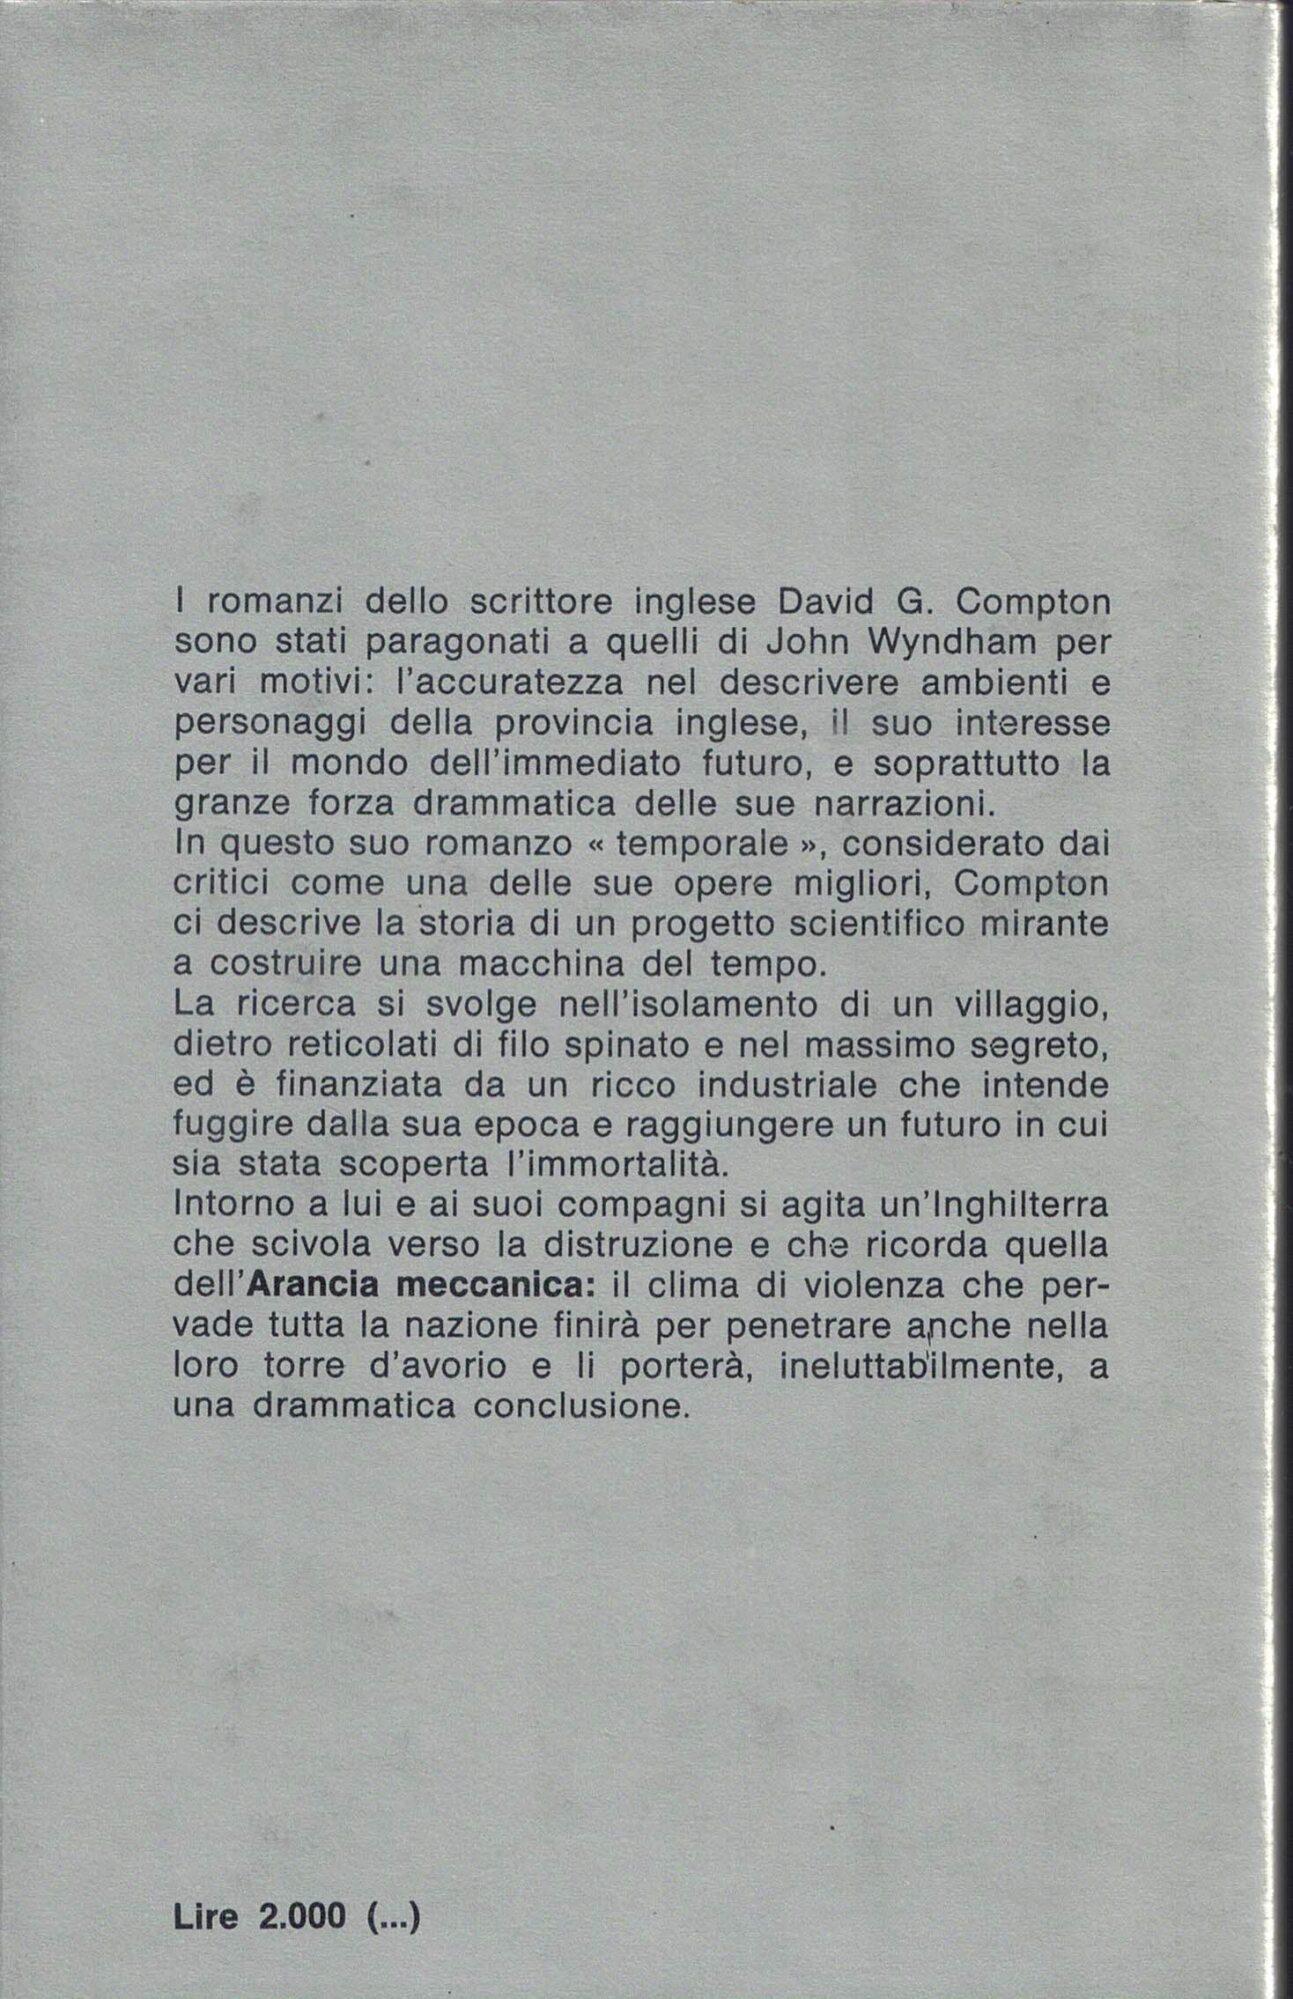 I romanzi dello scrittore inglese David G. Compton
sono stati paragonati a quelli di John Wyndham per
vari motivi: l'accuratezza nel descrivere ambienti e
personaggi della provincia inglese, il suo interesse
per il mondo dell'immediato futuro, e soprattutto la
granze forza drammatica delle sue narrazioni.
In questo suo romanzo « temporale », considerato dai
critici come una delle sue opere migliori, Compton
ci descrive la storia di un progetto scientifico mirante
a costruire una macchina del tempo.
La ricerca si svolge nell'isolamento di un villaggio,
dietro reticolati di filo spinato e nel massimo segreto,
ed è finanziata da un ricco industriale che intende
fuggire dalla sua epoca e raggiungere un futuro in cui
sia stata scoperta l'immortalità.
Intorno a lui e ai suoi compagni si agita un'Inghilterra
che scivola verso la distruzione e che ricorda quella
dell'Arancia meccanica: il clima di violenza che per-
vade tutta la nazione finirà per penetrare anche nella
loro torre d'avorio e li porterà, ineluttabilmente, a
una drammatica conclusione.
Lire 2.000 (...)